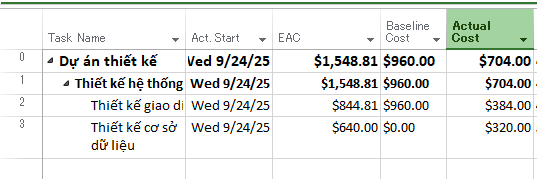 Task Name Act. Start EAC Baseline Cost Actual Cost
0 Dự án thiết kế Wed 9/24/25 $1,548.81 $960.00 $704.00
1 Thiết kế hệ thống Wed 9/24/25 $1,548.81 $960.00 $704.00
2 Thiết kế giao di Wed 9/24/25 $844.81 $960.00 $384.00
3 Thiết kế cơ sở Wed 9/24/25 $640.00 $0.00 $320.00
dữ liệu